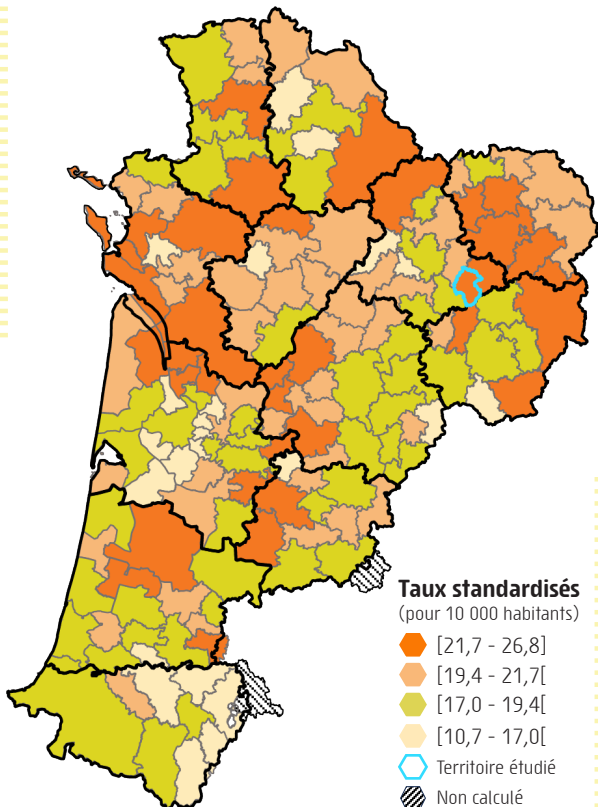 Taux standardisés
(pour 10 000 habitants)
[21,7 - 26,8]
[19,4 - 21,7[
[17,0 - 19,4[
[10,7 - 17,0[
Territoire étudié
Non calculé